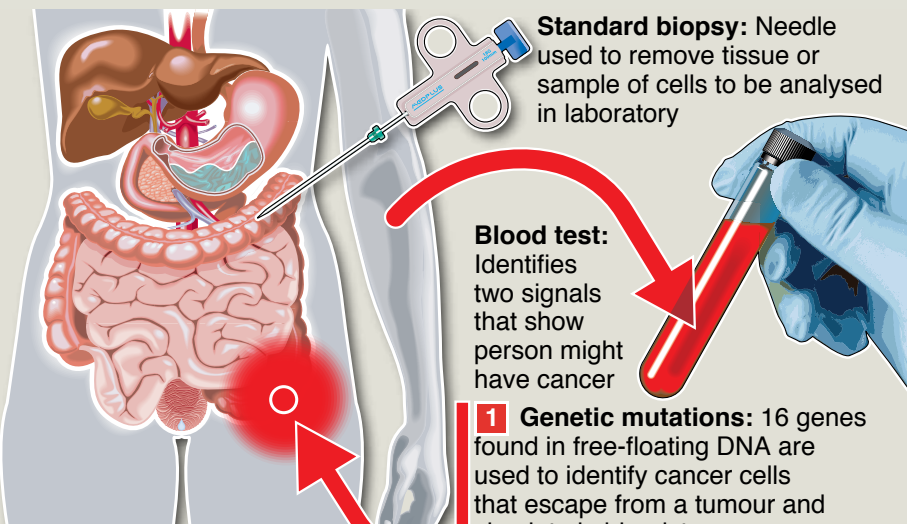 Standard biopsy: Needle
used to remove tissue or
sample of cells to be analysed
in laboratory
Blood test:
Identifies
two signals
that show
person might
have cancer
1 Genetic mutations: 16 genes
found in free-floating DNA are
used to identify cancer cells
that escape from a tumour and